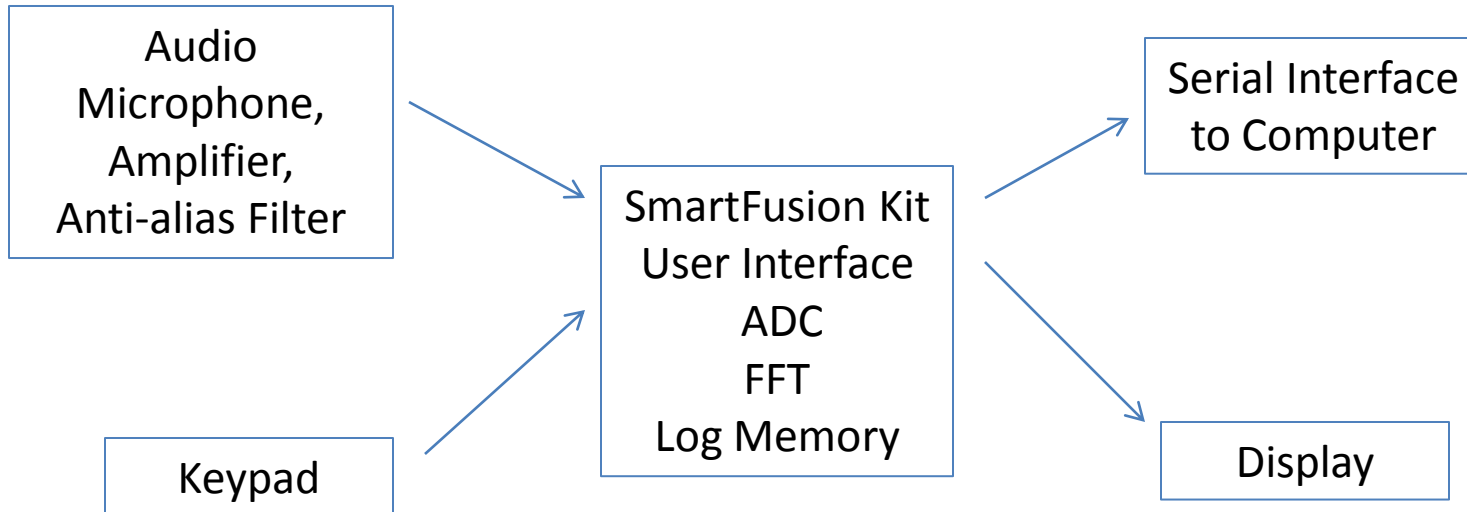 Audio
Microphone,
Amplifier,
Anti-alias Filter
Keypad
SmartFusion Kit
User Interface
ADC
FFT
Log Memory
Serial Interface
to Computer
Display